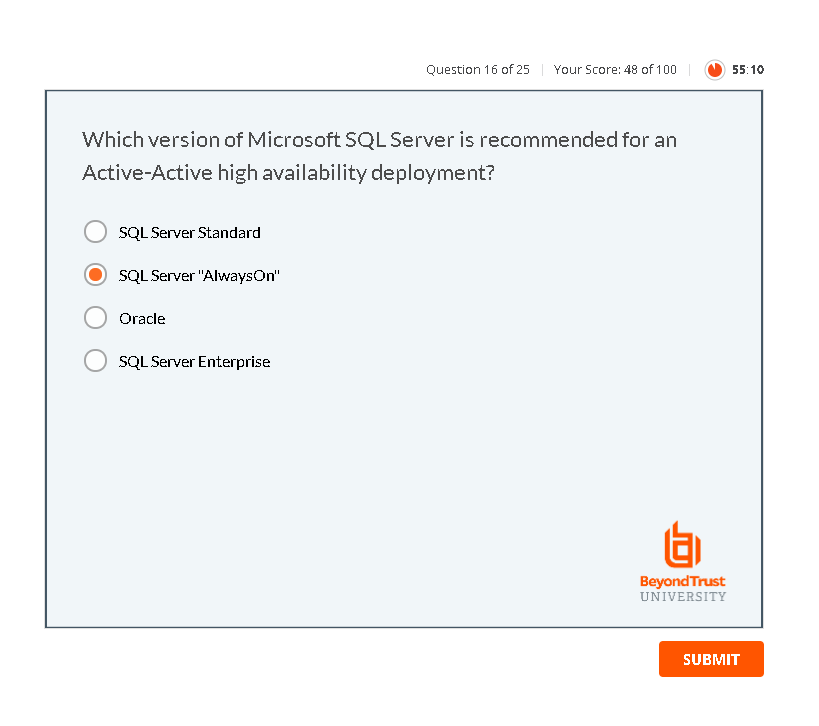 Question 16 of 25 | Your Score: 48 of 100 | 55:10
Which version of Microsoft SQL Server is recommended for an
Active-Active high availability deployment?
SQL Server Standard
SQL Server "AlwaysOn"
Oracle
SQL Server Enterprise
BeyondTrust
UNIVERSITY
SUBMIT